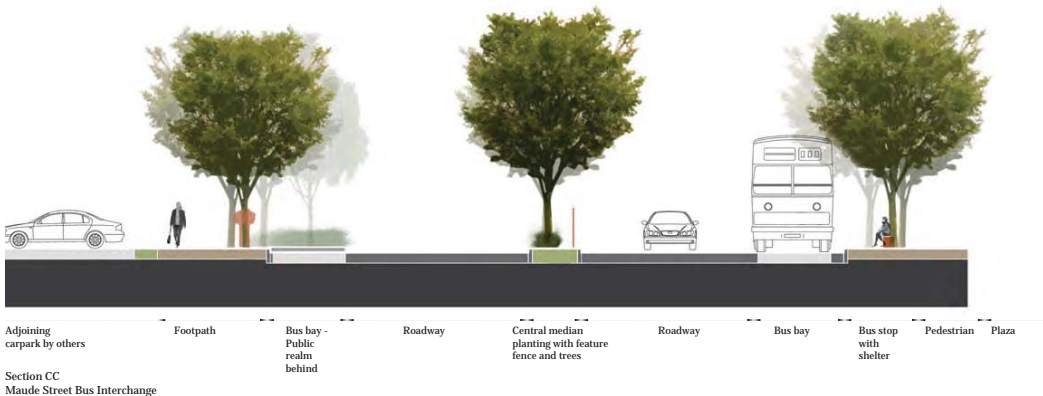 Adjoining
carpark by others
Footpath
Bus bay -
Public
realm
behind
Roadway
Central median
planting with feature
fence and trees
Roadway
Bus bay
Bus stop
with
shelter
Pedestrian
Plaza
Section CC
Maude Street Bus Interchange